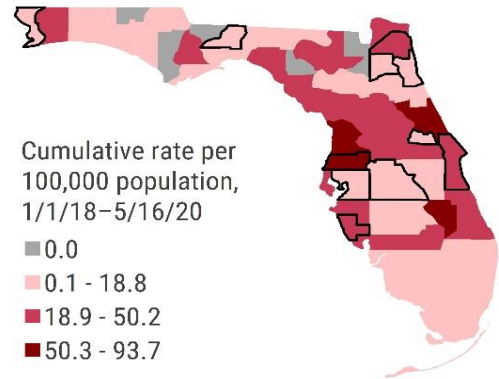 Cumulative rate per
100,000 population,
1/1/18–5/16/20
0.0
0.1 - 18.8
18.9 - 50.2
50.3 - 93.7